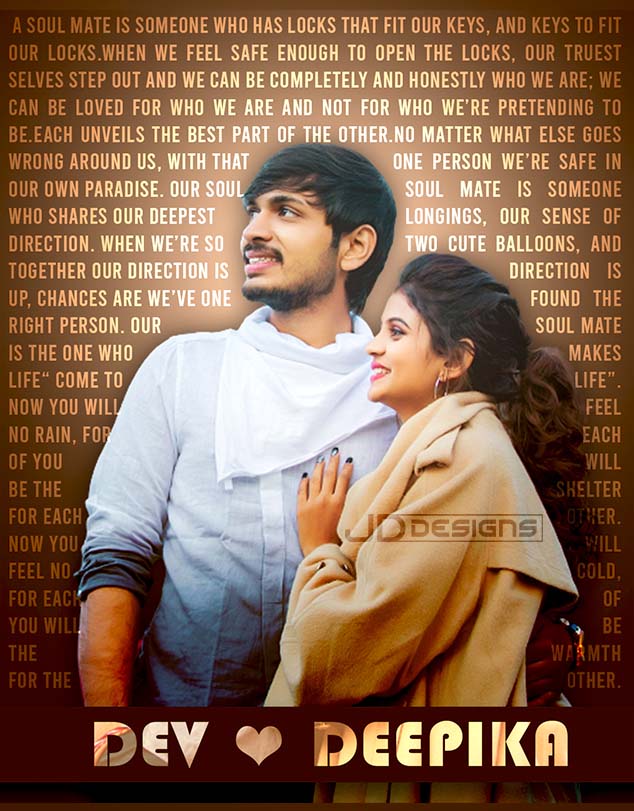 A SOUL MATE IS SOMEONE WHO HAS LOCKS THAT FIT OUR KEYS, AND KEYS TO FIT
OUR LOCKS.WHEN WE FEEL SAFE ENOUGH TO OPEN THE LOCKS, OUR TRUEST
SELVES STEP OUT AND WE CAN BE COMPLETELY AND HONESTLY WHO WE ARE; WE
CAN BE LOVED FOR WHO WE ARE AND NOT FOR WHO WE'RE PRETENDING TO
BE.EACH UNVEILS THE BEST PART OF THE OTHER.NO MATTER WHAT ELSE GOES
WRONG AROUND US, WITH THAT ONE PERSON WE'RE SAFE IN
OUR OWN PARADISE. OUR SOUL SOUL MATE IS SOMEONE
WHO SHARES OUR DEEPEST LONGINGS, OUR SENSE OF
DIRECTION. WHEN WE'RE SO TWO CUTE BALLOONS, AND
TOGETHER OUR DIRECTION IS DIRECTION IS
UP, CHANCES ARE WE'VE ONE FOUND THE
RIGHT PERSON. OUR SOUL MATE
IS THE ONE WHO MAKES
LIFE“ COME TO LIFE”.
NOW YOU WILL FEEL
NO RAIN, FOR EACH
OF YOU WILL
BE THE SHELTER
FOR EACH OTHER.
NOW YOU WILL
FEEL NO COLD,
FOR EACH OF
YOU WILL BE
THE WARMTH
FOR THE OTHER.
JD DESIGNS
DEV DEEPIKA